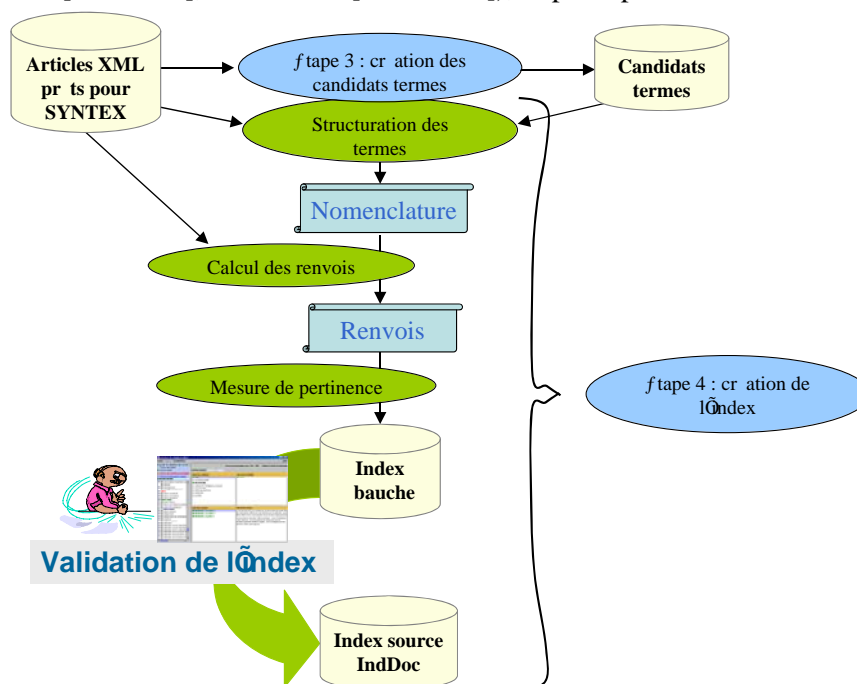 Articles XML
pr ts pour
SYNTEX
ƒtape 3 : cr ation des
candidats termes
Candidats
termes
Structuration des
termes
Nomenclature
Calcul des renvois
Renvois
Mesure de pertinence
ƒtape 4 : cr ation de
lÕindex
Index
bauche
Validation de lÕindex
Index source
IndDoc